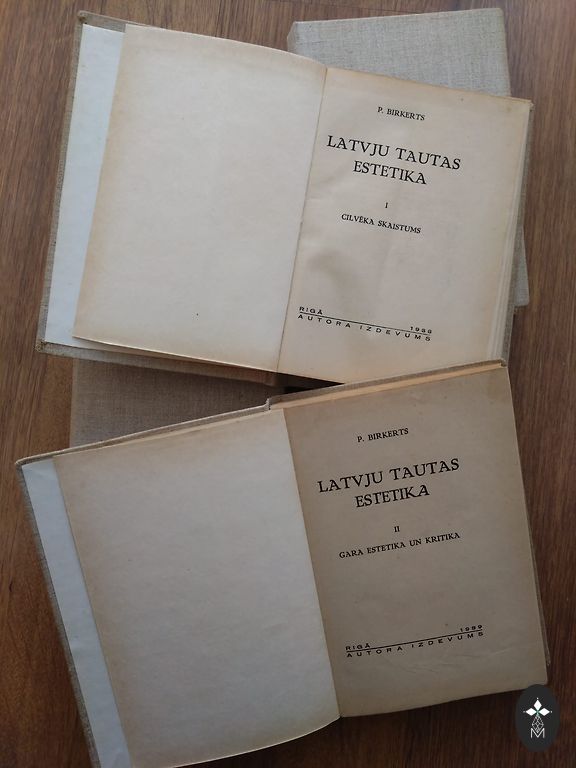 P. BIRKERTS
LATVJU TAUTAS
ESTETIKA
I
CILVĒKA SKAISTUMS
RĪGĀ 1938
AUTORA IZDEVUMS
P. BIRKERTS
LATVJU TAUTAS
ESTETIKA
II
GARA ESTETIKA UN KRITIKA
RĪGĀ 1939
AUTORA IZDEVUMS
M